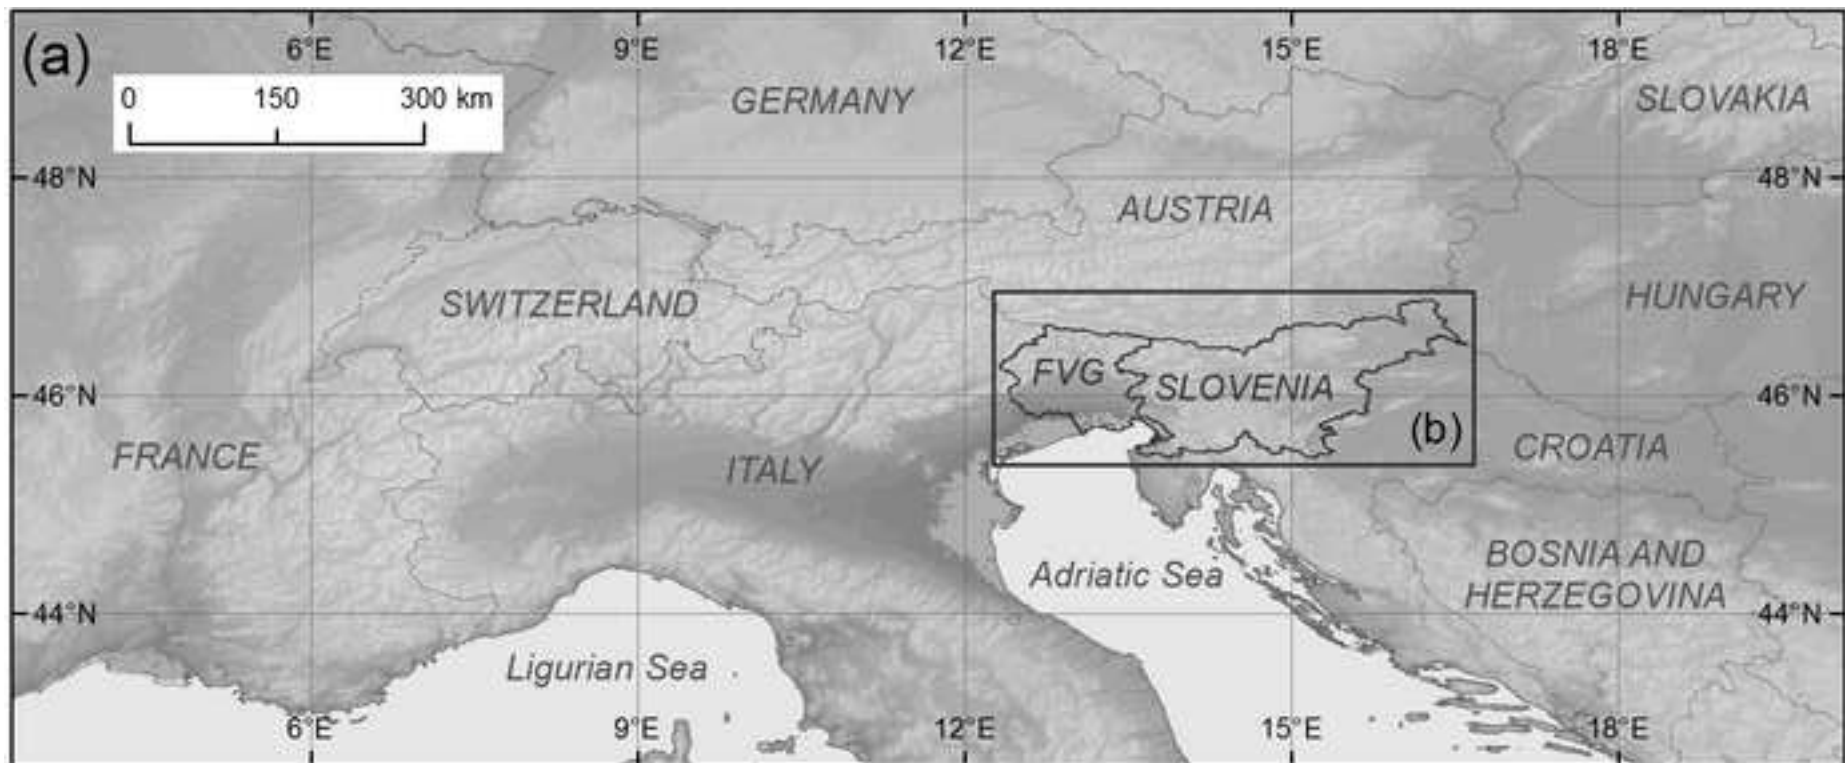 (a)
6°E 9°E 12°E 15°E 18°E
0 150 300 km
GERMANY
SLOVAKIA
48°N 48°N
AUSTRIA
SWITZERLAND
HUNGARY
FVG
SLOVENIA
46°N 46°N
(b)
FRANCE
ITALY
CROATIA
Adriatic Sea
BOSNIA AND
HERZEGOVINA
44°N 44°N
Ligurian Sea
6°E 9°E 12°E 15°E 18°E